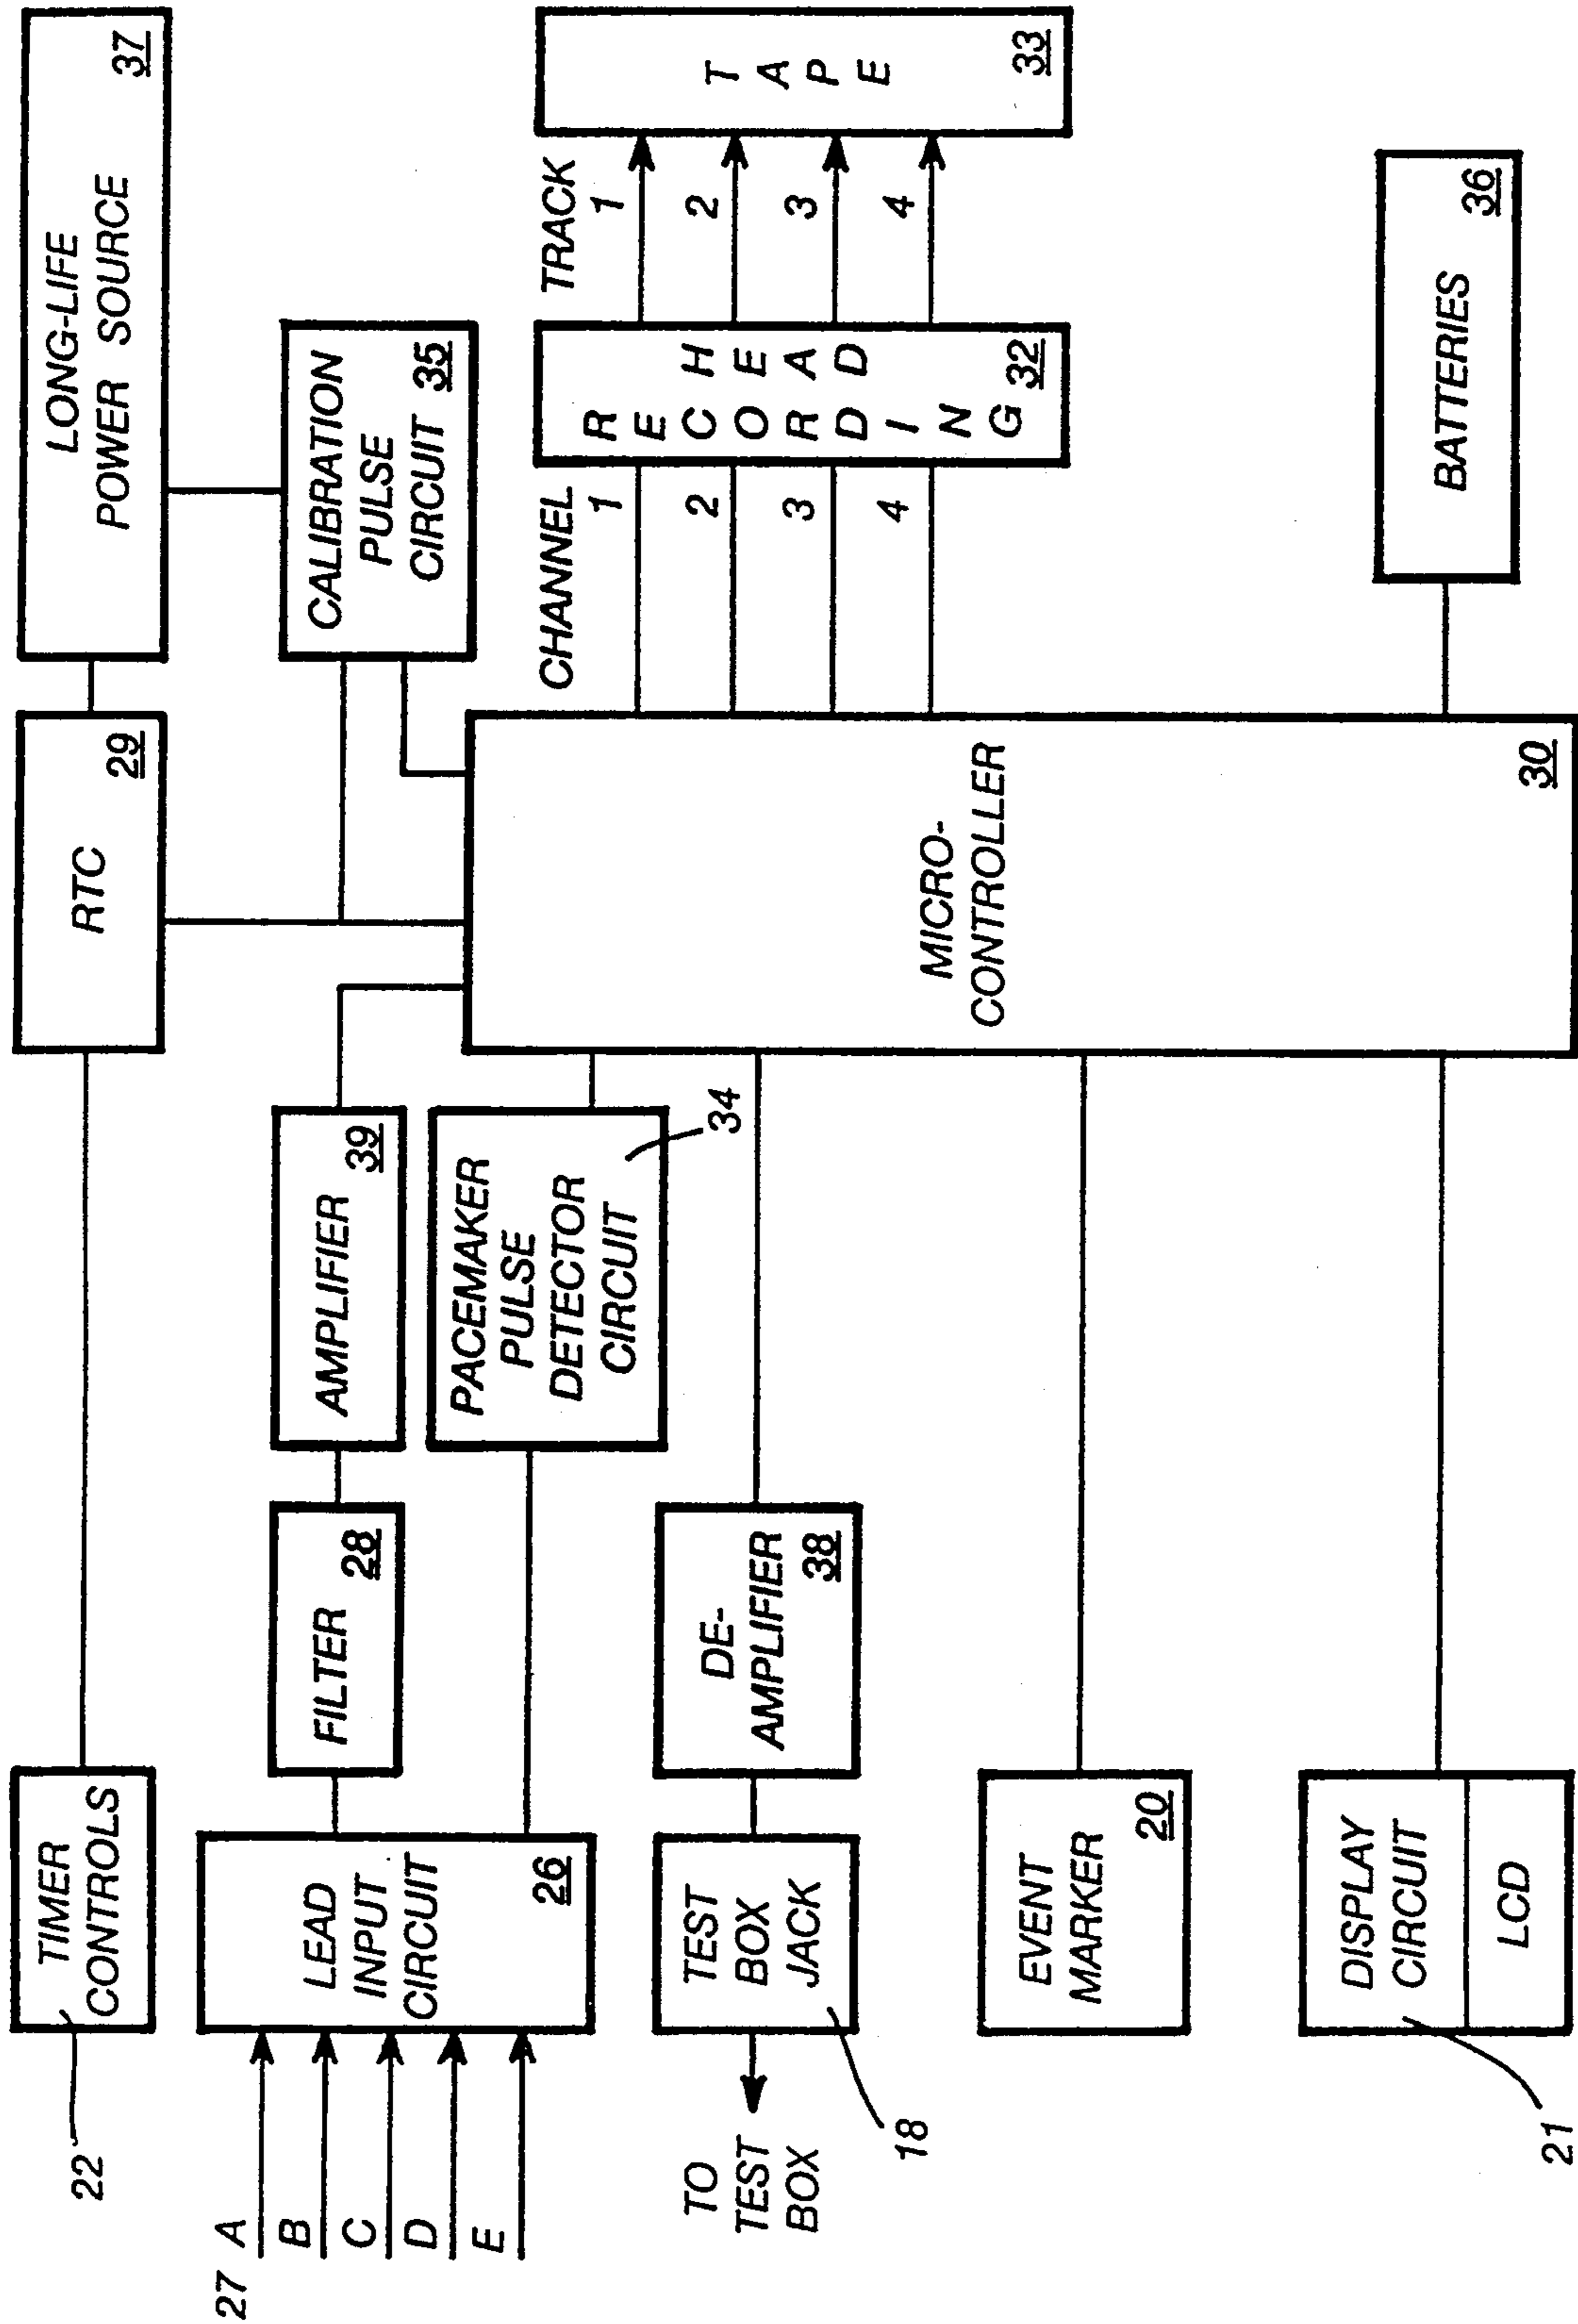 TIMER
CONTROLS
22
RTC
29
LONG-LIFE
POWER SOURCE
37
27
A
B
C
D
E
LEAD
INPUT
CIRCUIT
26
FILTER
28
AMPLIFIER
39
PACEMAKER
PULSE
DETECTOR
CIRCUIT
34
CALIBRATION
PULSE
CIRCUIT
35
TO
TEST
BOX
TEST
BOX
JACK
18
DE-
AMPLIFIER
38
MICRO-
CONTROLLER
30
CHANNEL
1
2
3
4
RECORDING
HEAD
32
TRACK
1
2
3
4
TAPE
33
EVENT
MARKER
20
DISPLAY
CIRCUIT
LCD
21
BATTERIES
36